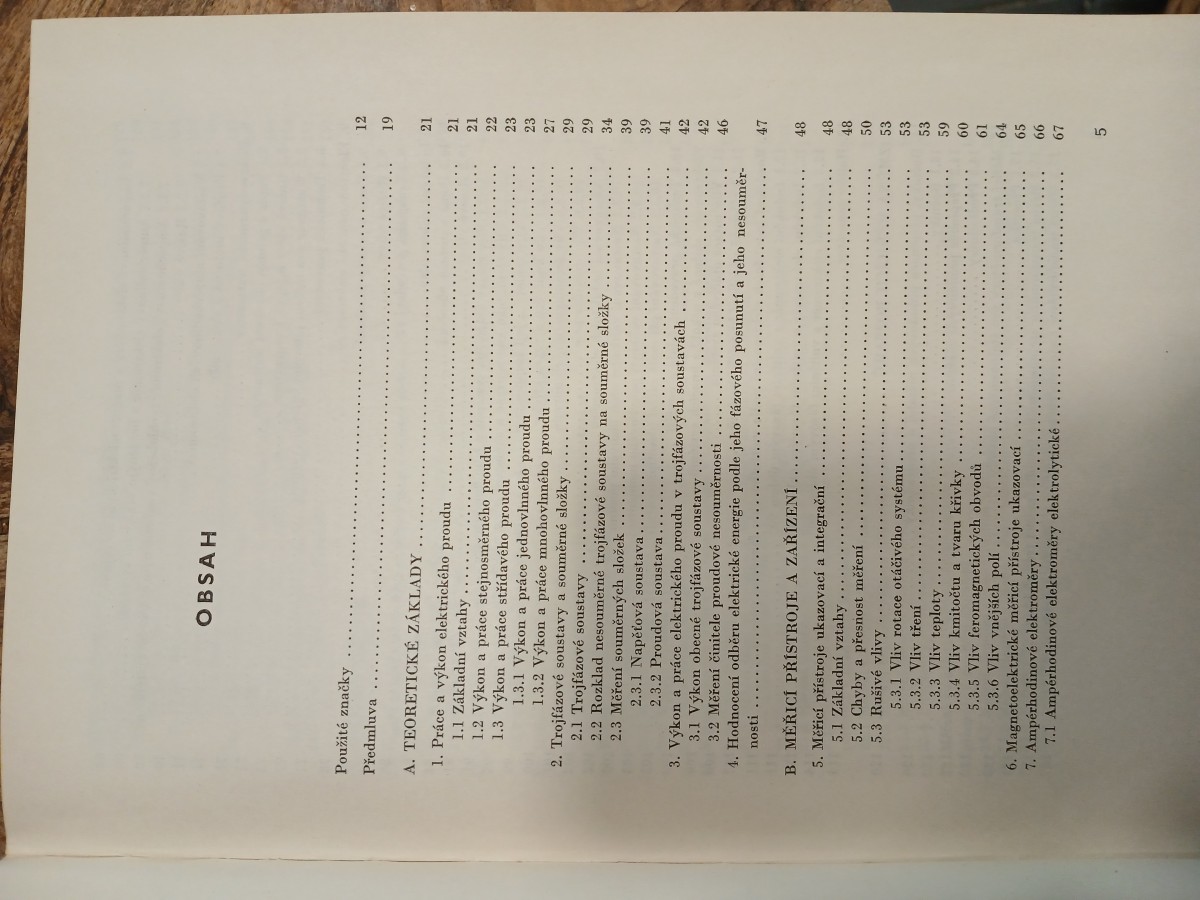 OBSAH
Použité značky 12
Předmluva 19
A. TEORETICKÉ ZÁKLADY 21
1. Práce a výkon elektrického proudu 21
1.1 Základní vztahy 21
1.2 Výkon a práce stejnosměrného proudu 22
1.3 Výkon a práce střídavého proudu 23
1.3.1 Výkon a práce jednovlnného proudu 23
1.3.2 Výkon a práce mnohovlnného proudu 27
2. Trojfázové soustavy a souměrné složky 29
2.1 Trojfázové soustavy 29
2.2 Rozklad nesouměrné trojfázové soustavy na souměrné složky 34
2.3 Měření souměrných složek 39
2.3.1 Napěťová soustava 39
2.3.2 Proudová soustava 41
3. Výkon a práce elektrického proudu v trojfázových soustavách 42
3.1 Výkon obecné trojfázové soustavy 42
3.2 Měření činitele proudové nesouměrnosti 46
4. Hodnocení odběru elektrické energie podle jeho fázového posunutí a jeho nesouměr-
nosti 47
B. MĚŘICÍ PŘÍSTROJE A ZAŘÍZENÍ 48
5. Měřicí přístroje ukazovací a integrační 48
5.1 Základní vztahy 48
5.2 Chyby a přesnost měření 50
5.3 Rušivé vlivy 53
5.3.1 Vliv rotace otáčivého systému 53
5.3.2 Vliv tření 53
5.3.3 Vliv teploty 59
5.3.4 Vliv kmitočtu a tvaru křivky 60
5.3.5 Vliv feromagnetických obvodů 61
5.3.6 Vliv vnějších polí 64
6. Magnetoelektrické měřicí přístroje ukazovací 65
7. Ampérhodinové elektroměry 66
7.1 Ampérhodinové elektroměry elektrolytické 67
5